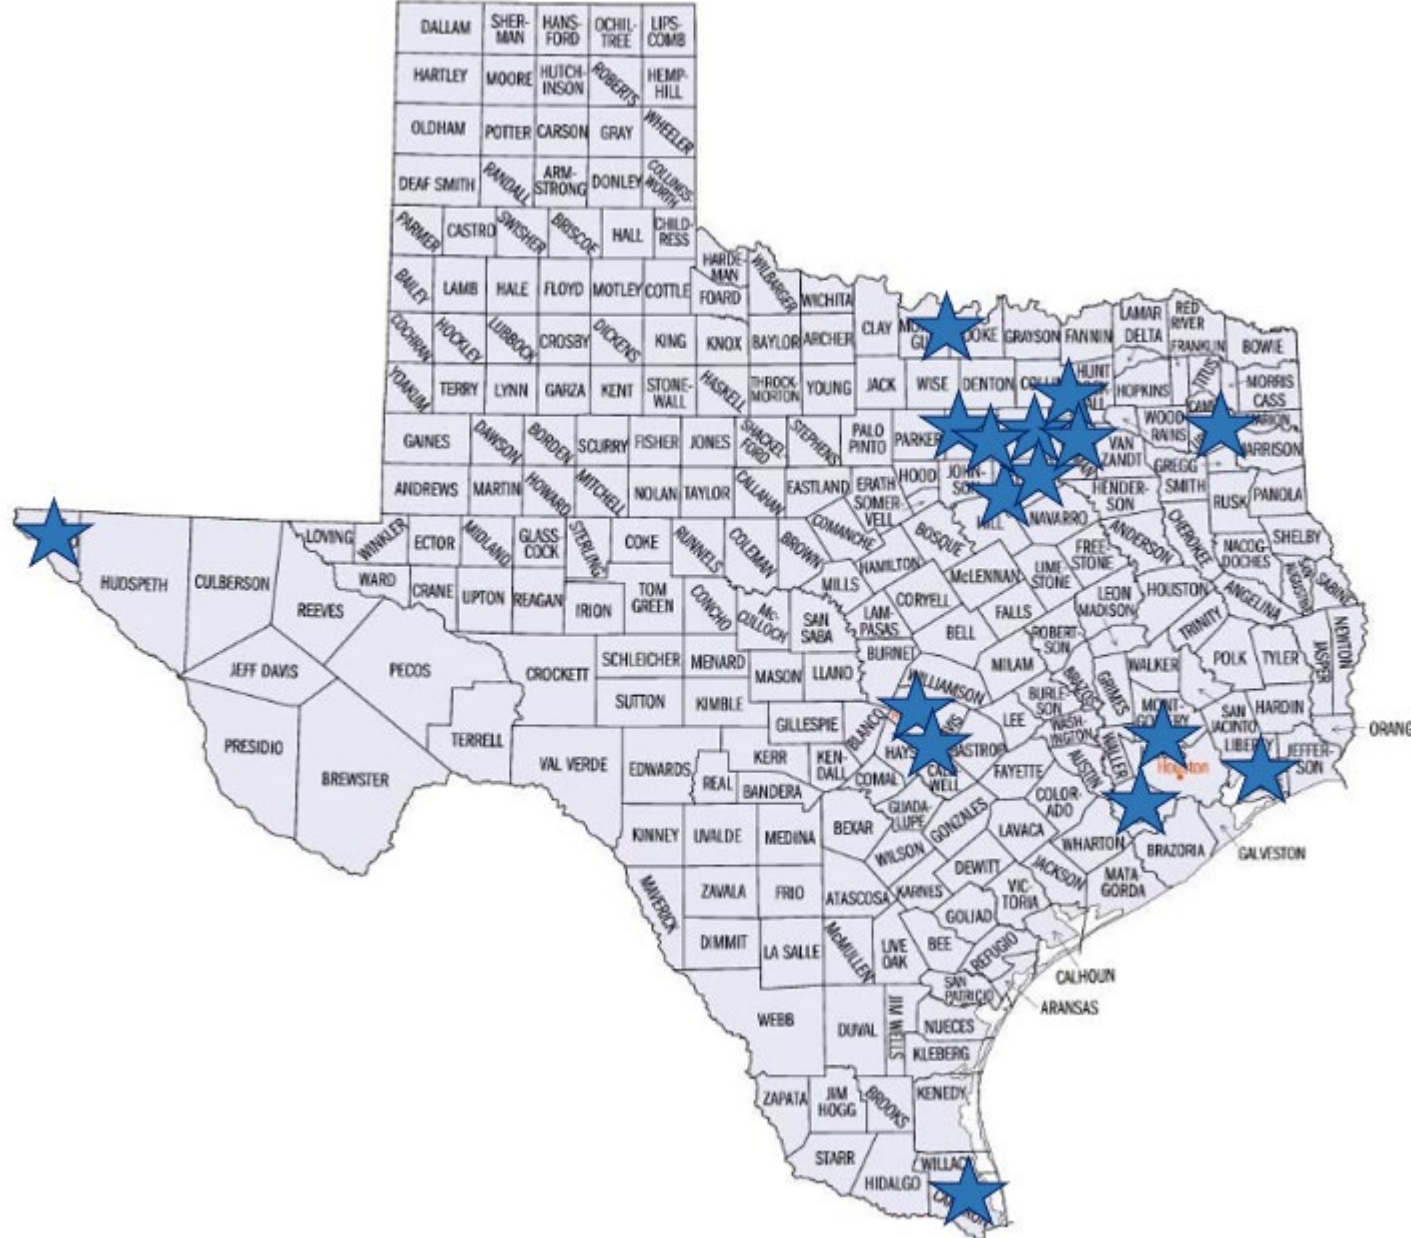 DALLAM
SHER-
MAN
HANS-
FORD
OCHIL-
TREE
LIPS-
COMB
HARTLEY
MOORE
HUTCH-
INSON
ROBERTS
HEMP-
HILL
OLDHAM
POTTER
CARSON
GRAY
WHEELER
DEAF SMITH
RANDALL
ARM-
STRONG
DONLEY
COLLINGS-
WORTH
PARMER
CASTRO
SWISHER
BRISCOE
HALL
CHILD-
RESS
HARDE-
MAN
WILBARGER
BAILEY
LAMB
HALE
FLOYD
MOTLEY
COTTLE
FOARD
WICHITA
COCHRAN
HOCKLEY
LUBBOCK
CROSBY
DICKENS
KING
KNOX
BAYLOR
ARCHER
CLAY
OOKE
GRAYSON
FANNIN
LAMAR
DELTA
RED
RIVER
FRANKLIN
TITUS
BOWIE
YOAKUM
TERRY
LYNN
GARZA
KENT
STONE-
WALL
HASKELL
THROCK-
MORTON
YOUNG
JACK
WISE
DENTON
HUNT
HOPKINS
MORRIS
CASS
GAINES
DAWSON
BORDEN
SCURRY
FISHER
JONES
SHACKEL
FORD
STEPHENS
PALO
PINTO
PARKER
VAN
ZANDT
WOOD
RAINS
GREGG
SMITH
ARRISON
ANDREWS
MARTIN
HOWARD
MITCHELL
NOLAN
TAYLOR
CALLAHAN
EASTLAND
ERATH
SOMER-
VELL
HOOD
JOHN-
HILL
NAVARRO
HENDER-
SON
RUSK
PANOLA
LOVING
WINKLER
ECTOR
MIDLAND
GLASS
COCK
STERLING
COKE
RUNNELS
COLEMAN
BROWN
COMANCHE
BOSQUE
ANDERSON
CHEROKEE
SHELBY
HUDSPETH
CULBERSON
REEVES
WARD
CRANE
UPTON
REAGAN
IRION
TOM
GREEN
CONCHO
Mc-
CULLOCH
SAN
SABA
MILLS
HAMILTON
McLENNAN
LIME-
STONE
FREE-
STONE
NACOG-
DOCHES
SAN
AUGUSTINE
SABINE
JEFF DAVIS
PECOS
CROCKETT
SCHLEICHER
MENARD
MASON
LLANO
LAM-
PASAS
CORYELL
BELL
FALLS
LEON
MADISON
HOUSTON
ANGELINA
TRINITY
NEWTON
JASPER
BURNET
MILAM
ROBERT-
SON
WALKER
POLK
TYLER
PRESIDIO
BREWSTER
TERRELL
VAL VERDE
SUTTON
KIMBLE
GILLESPIE
BLANCO
WILLIAMSON
LEE
BURLE-
SON
BRAZOS
GRIMES
WASH-
INGTON
SAN
JACINTO
HARDIN
ORANG
EDWARDS
REAL
KERR
BANDERA
KEN-
DALL
HAYS
COMAL
FAYETTE
AUSTIN
WALLER
LIBERTY
JEFFER-
SON
Houston
KINNEY
UVALDE
MEDINA
BEXAR
GUADA-
LUPE
GONZALES
LAVACA
COLOR-
ADO
WHARTON
BRAZORIA
GALVESTON
MAVERICK
ZAVALA
FRIO
ATASCOSA
WILSON
KARNES
DEWITT
JACKSON
MATA
GORDA
DIMMIT
LA SALLE
McMULLEN
LIVE
OAK
BEE
GOLIAD
VIC-
TORIA
REFUGIO
CALHOUN
WEBB
DUVAL
JIM WELLS
SAN
PATRICIO
ARANSAS
NUECES
KLEBERG
ZAPATA
JIM
HOGG
BROOKS
KENEDY
STARR
HIDALGO